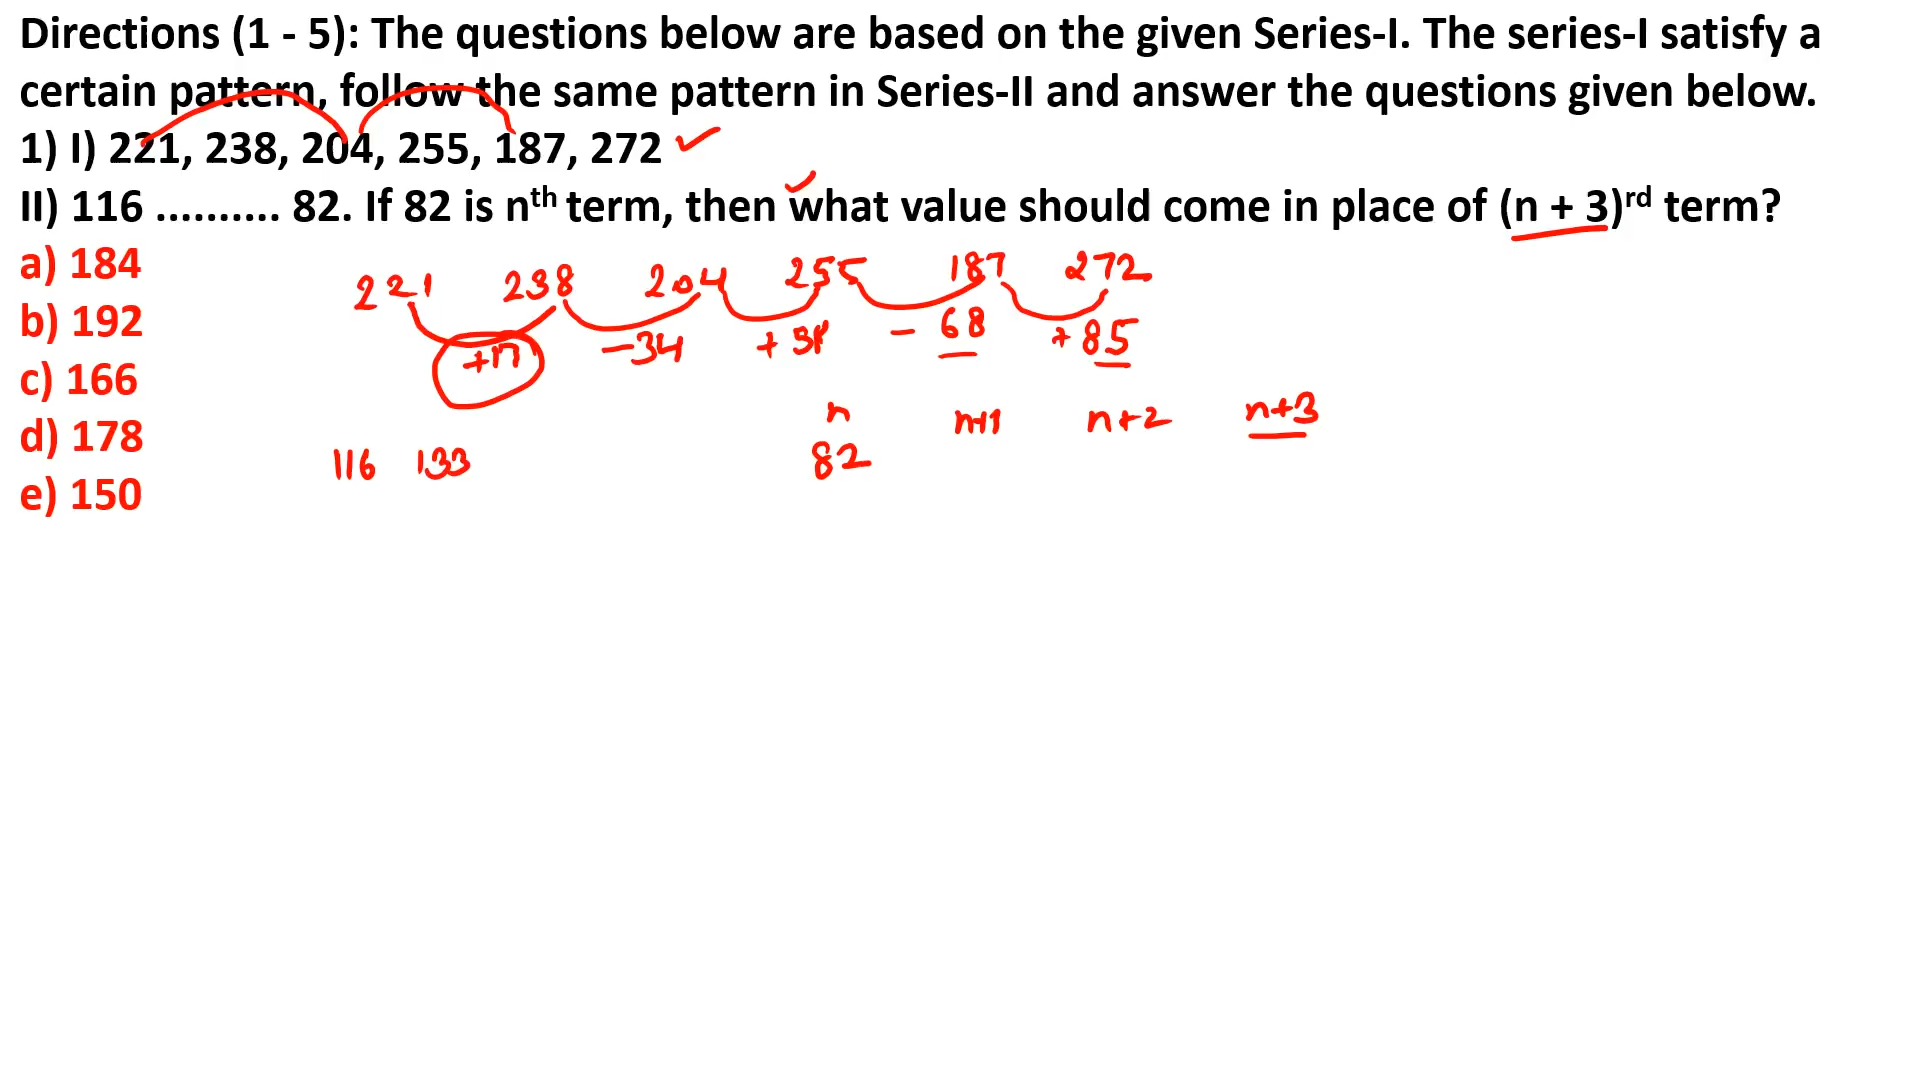 Directions (1 - 5): The questions below are based on the given Series-I. The series-I satisfy a
certain pattern, follow the same pattern in Series-II and answer the questions given below.
1) I) 221, 238, 204, 255, 187, 272
II) 116 .......... 82. If 82 is nth term, then what value should come in place of (n + 3)rd term?
a) 184
b) 192
c) 166
d) 178
e) 150
221 238 204 255 187 272
+17 -34 - 68 + 85
n n+1 n+2 n+3
116 133 82